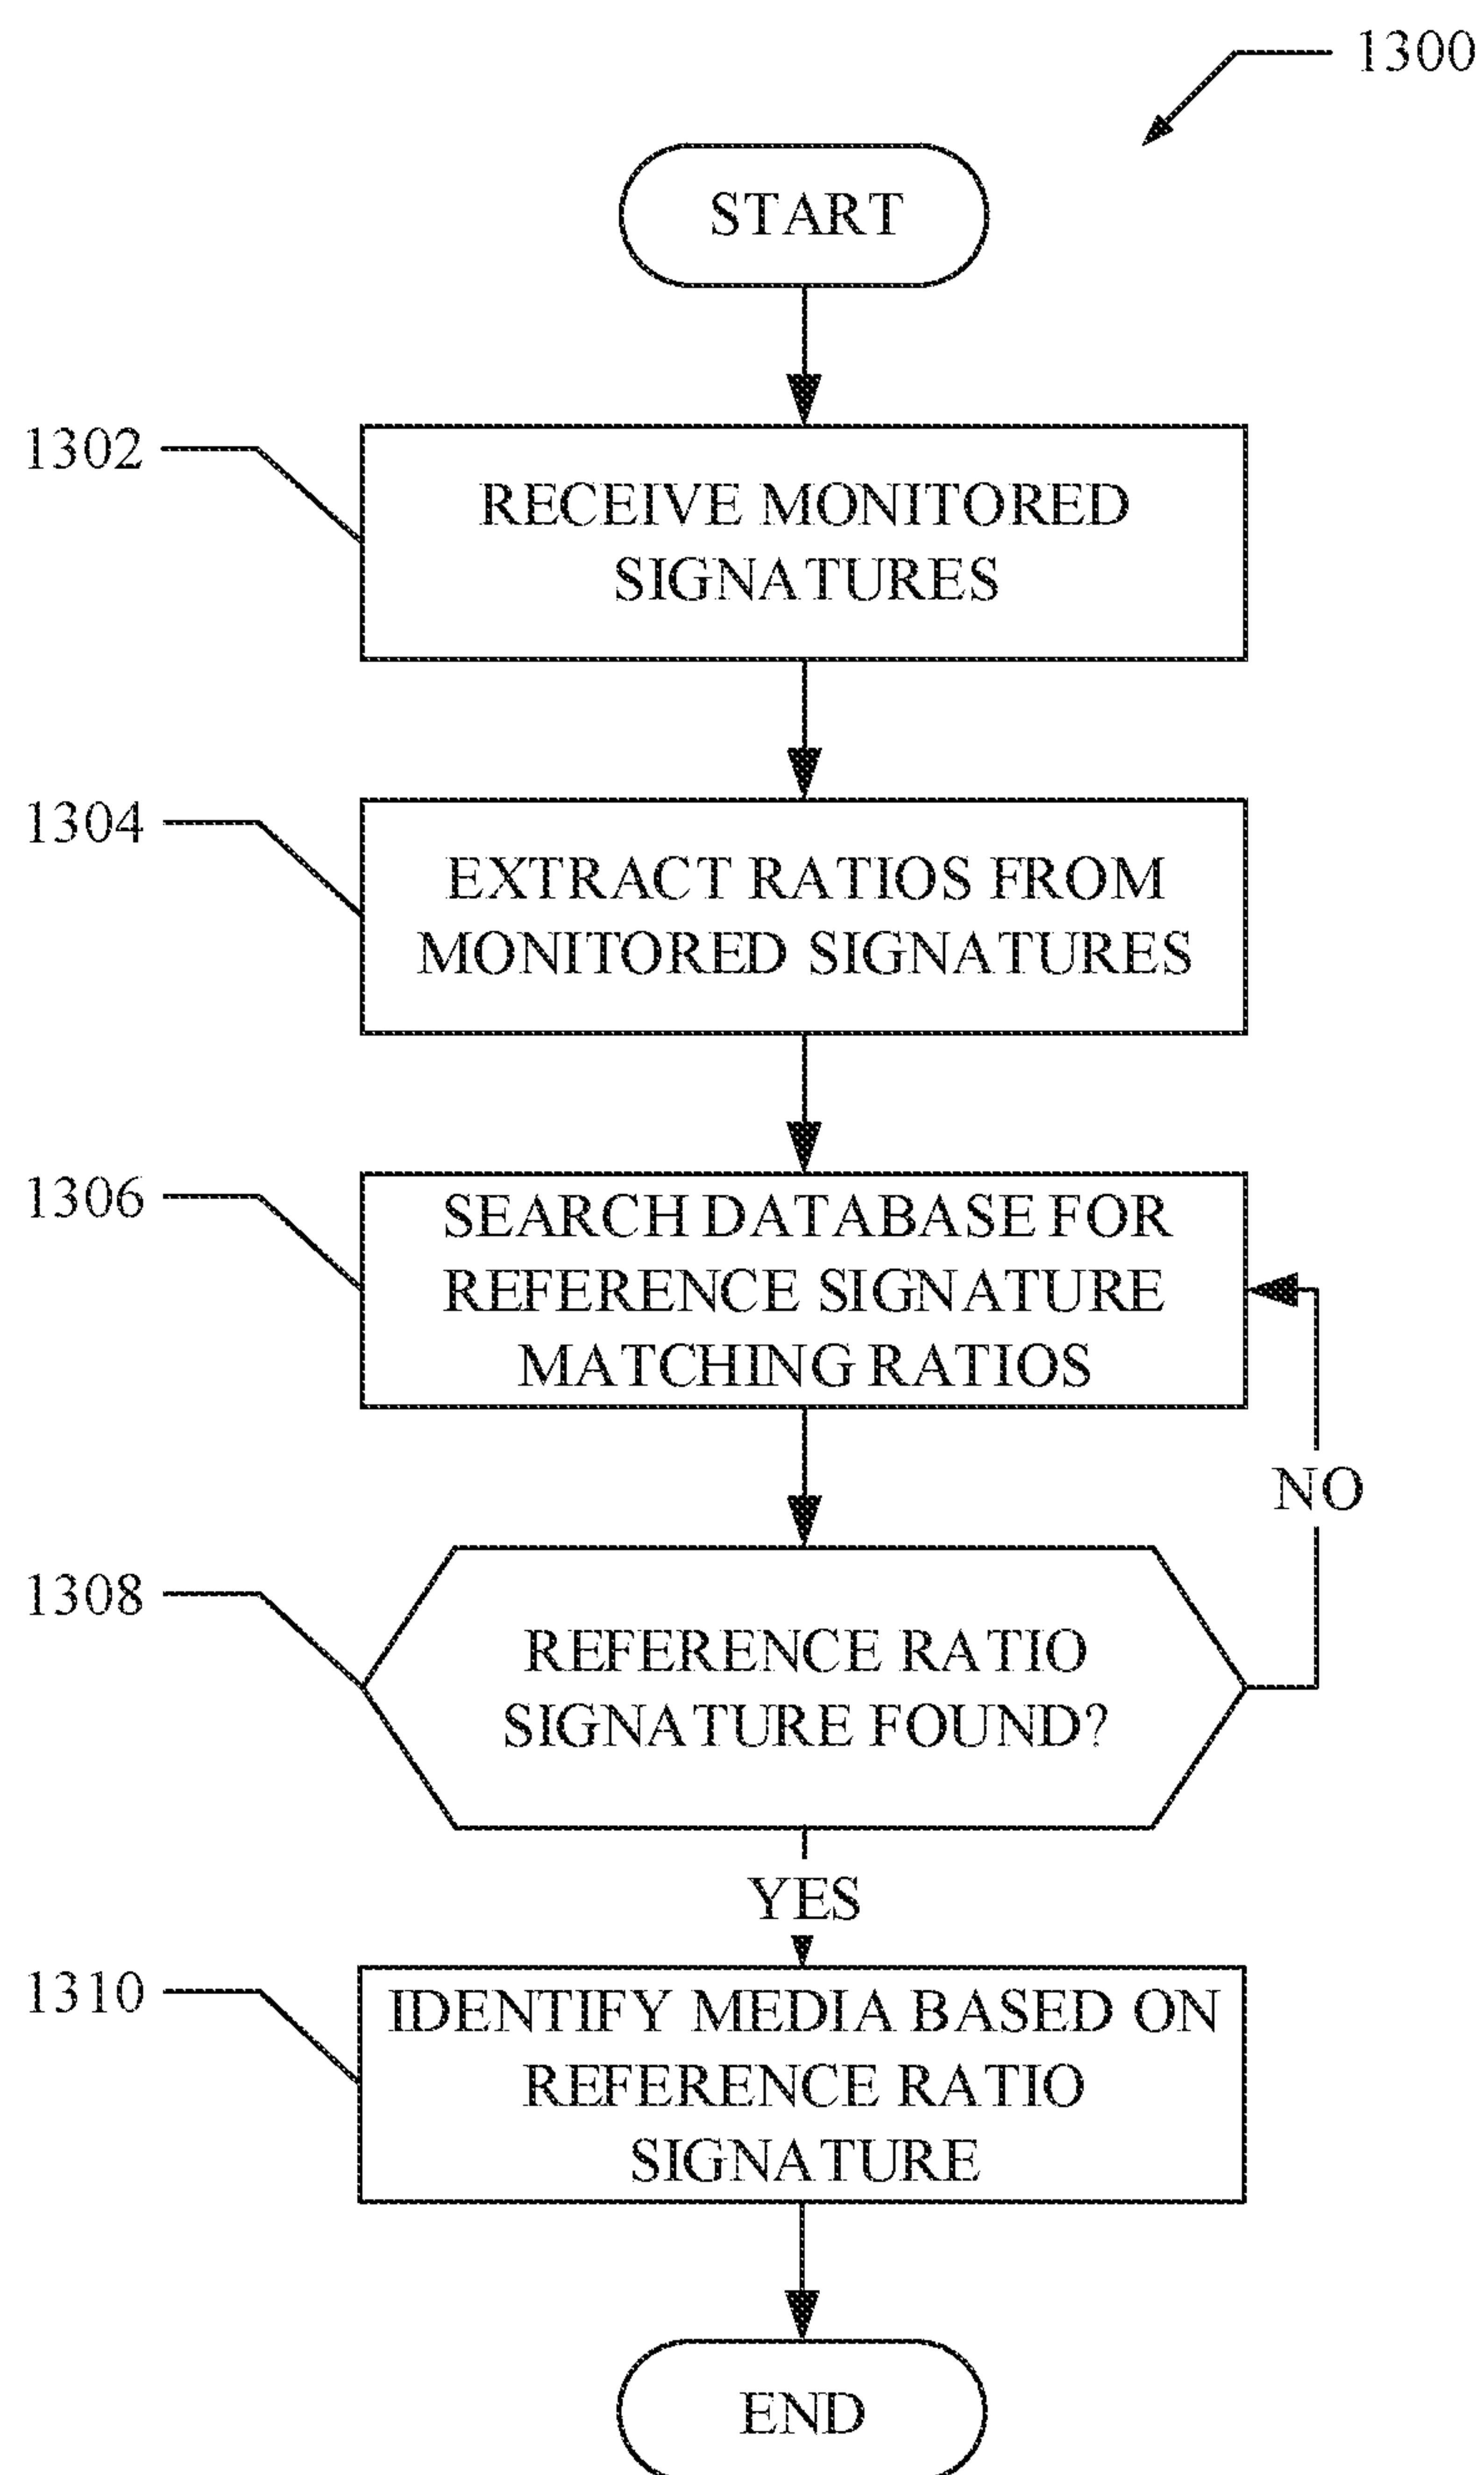 1300
START
1302
RECEIVE MONITORED
SIGNATURES
1304
EXTRACT RATIOS FROM
MONITORED SIGNATURES
1306
SEARCH DATABASE FOR
REFERENCE SIGNATURE
MATCHING RATIOS
NO
1308
REFERENCE RATIO
SIGNATURE FOUND?
YES
1310
IDENTIFY MEDIA BASED ON
REFERENCE RATIO
SIGNATURE
END